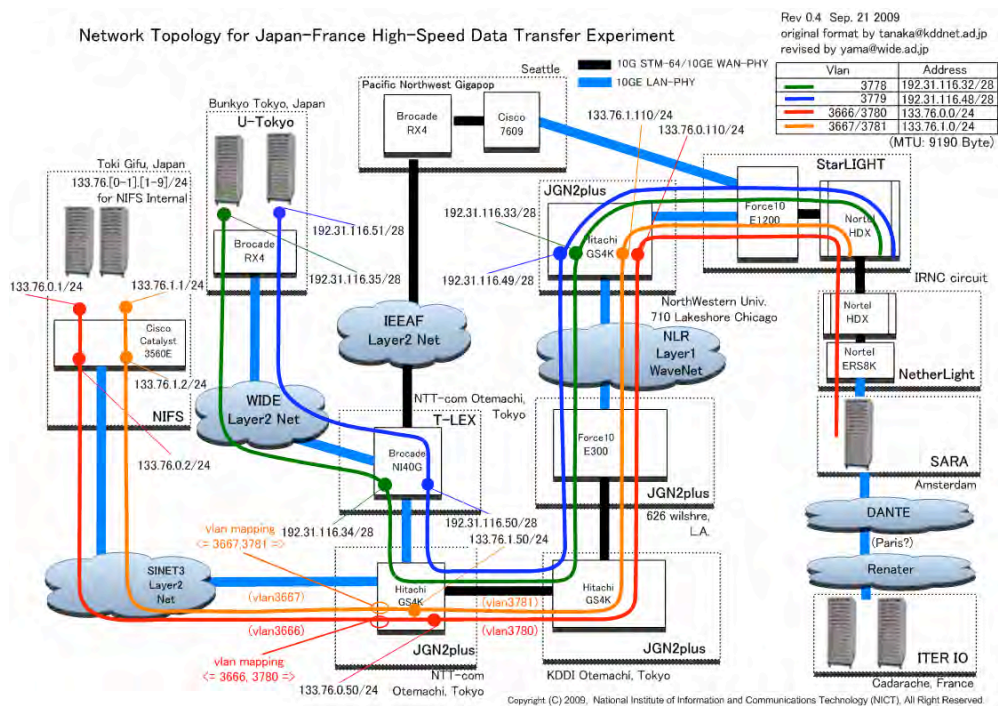 Rev 0.4 Sep. 21 2009
original format by tanaka@kddnet.ad.jp
revised by yama@wide.ad.jp
Network Topology for Japan-France High-Speed Data Transfer Experiment
10G STM-64/10GE WAN-PHY
10GE LAN-PHY
Vlan Address
3778 192.31.116.32/28
3779 192.31.116.48/28
3666/3780 133.76.0.0/24
3667/3781 133.76.1.0/24
(MTU: 9190 Byte)
Seattle
Pacific Northwest Gigapop
Brocade
RX4
Cisco
7609
Bunkyo Tokyo, Japan
U-Tokyo
Brocade
RX4
192.31.116.51/28
192.31.116.35/28
Toki Gifu, Japan
133.76.[0-1].[1-9]/24
for NIFS Internal
133.76.0.1/24
133.76.1.1/24
Cisco
Catalyst
3560E
133.76.1.2/24
NIFS
133.76.0.2/24
133.76.1.110/24
133.76.0.110/24
JGN2plus
192.31.116.33/28
Hitachi
GS4K
192.31.116.49/28
StarLIGHT
Force10
E1200
Nortel
HDX
IRNC circuit
NorthWestern Univ.
710 Lakeshore Chicago
IEEAF
Layer2 Net
NLR
Layer1
WaveNet
Nortel
HDX
Nortel
ERS8K
NetherLight
WIDE
Layer2 Net
NTT-com Otemachi,
Tokyo
T-LEX
Brocade
NI40G
192.31.116.34/28
192.31.116.50/28
133.76.1.50/24
Force10
E300
JGN2plus
626 wilshre,
L.A.
SARA
Amsterdam
DANTE
(Paris?)
Renater
ITER IO
Cadarache, France
vlan mapping
<= 3667,3781 =>
SINET3
Layer2
Net
(vlan3667)
(vlan3666)
Hitachi
GS4K
(vlan3781)
(vlan3780)
Hitachi
GS4K
vlan mapping
<= 3666, 3780 =>
JGN2plus
NTT-com
Otemachi, Tokyo
133.76.0.50/24
JGN2plus
KDDI Otemachi, Tokyo
Copyright (C) 2009, National Institute of Information and Communications Technology (NICT), All Right Reserved.